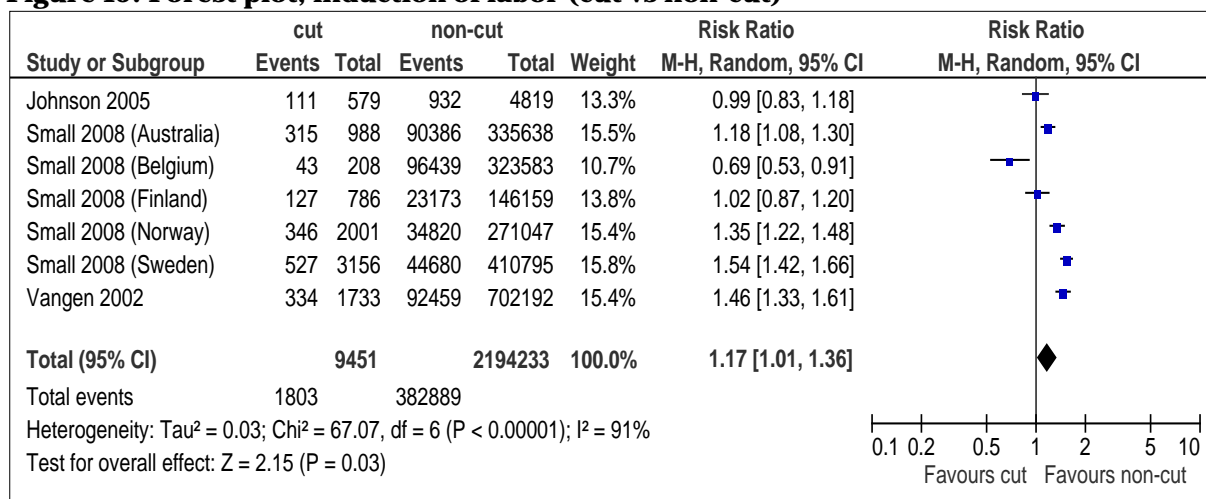 Forest plot, induction of labor (cut vs non-cut)
cut non-cut Risk Ratio Risk Ratio
Study or Subgroup Events Total Events Total Weight M-H, Random, 95% CI M-H, Random, 95% CI
Johnson 2005 111 579 932 4819 13.3% 0.99 [0.83, 1.18]
Small 2008 (Australia) 315 988 90386 335638 15.5% 1.18 [1.08, 1.30]
Small 2008 (Belgium) 43 208 96439 323583 10.7% 0.69 [0.53, 0.91]
Small 2008 (Finland) 127 786 23173 146159 13.8% 1.02 [0.87, 1.20]
Small 2008 (Norway) 346 2001 34820 271047 15.4% 1.35 [1.22, 1.48]
Small 2008 (Sweden) 527 3156 44680 410795 15.8% 1.54 [1.42, 1.66]
Vangen 2002 334 1733 92459 702192 15.4% 1.46 [1.33, 1.61]
Total (95% CI) 9451 2194233 100.0% 1.17 [1.01, 1.36]
Total events 1803 382889
Heterogeneity: Tau² = 0.03; Chi² = 67.07, df = 6 (P < 0.00001); I² = 91%
Test for overall effect: Z = 2.15 (P = 0.03)
0.1 0.2 0.5 1 2 5 10
Favours cut Favours non-cut